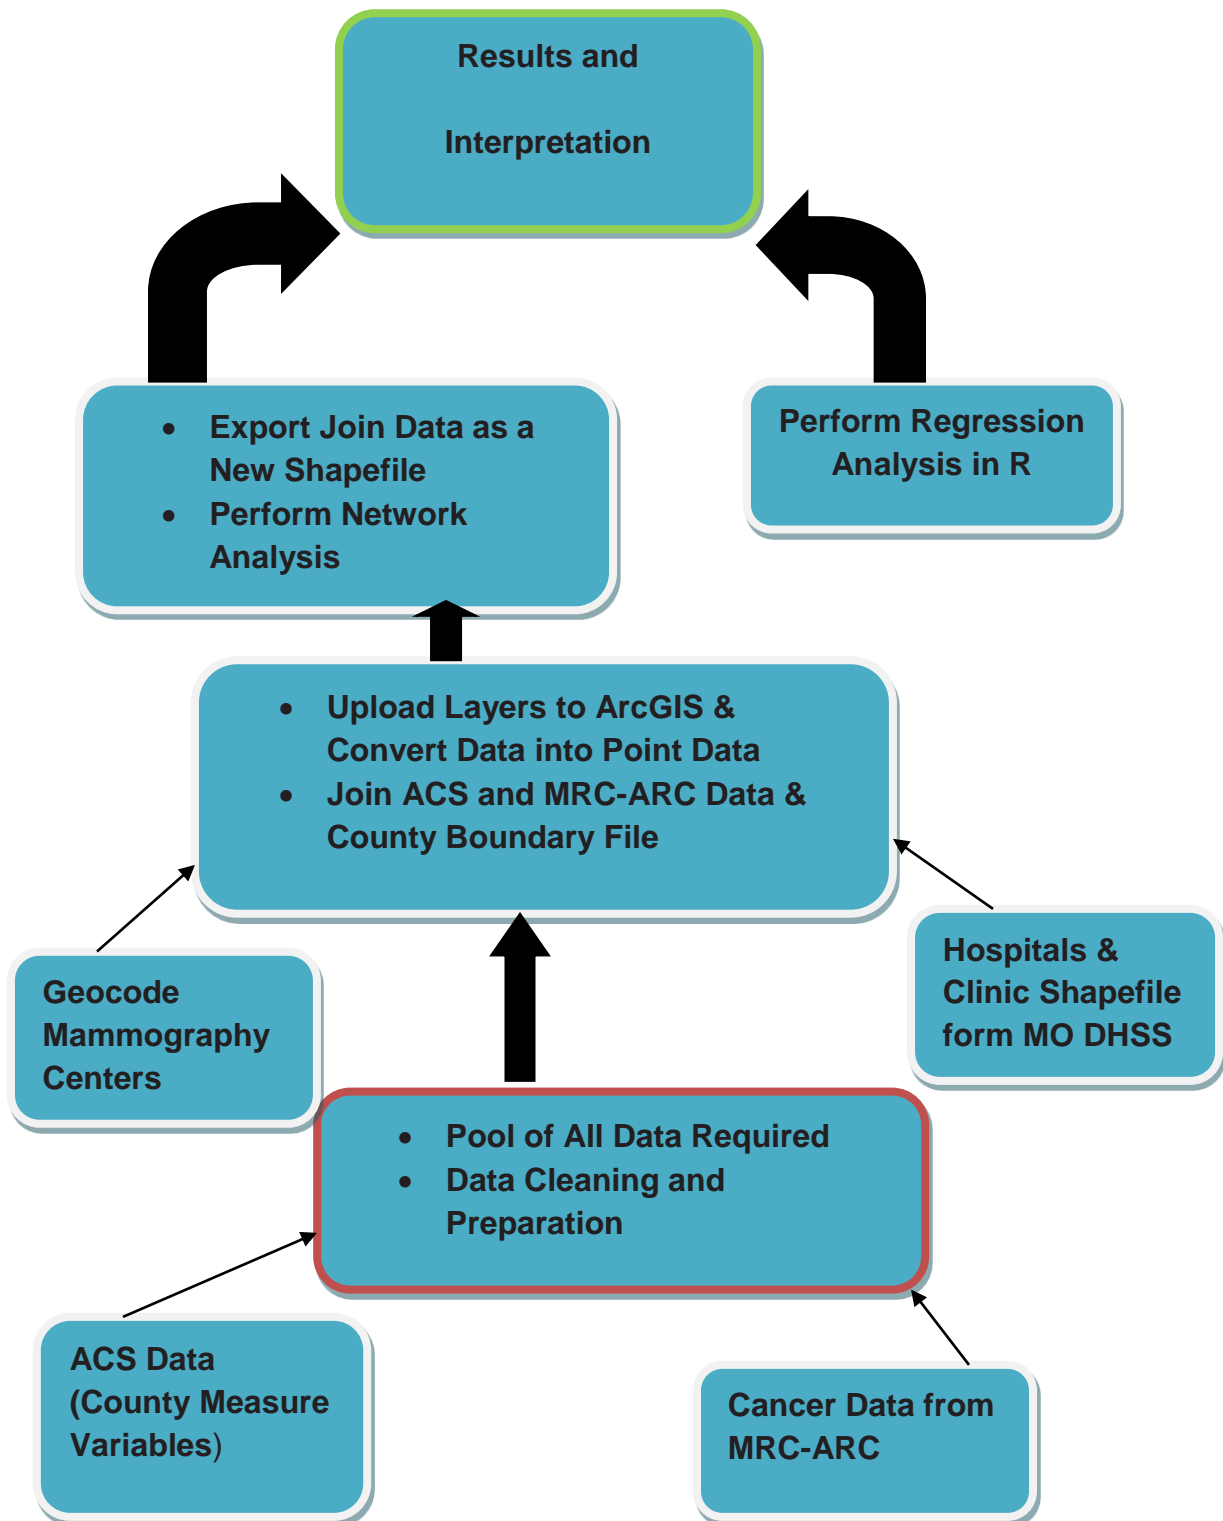 Results and
Interpretation
• Export Join Data as a
New Shapefile
• Perform Network
Analysis
Perform Regression
Analysis in R
• Upload Layers to ArcGIS &
Convert Data into Point Data
• Join ACS and MRC-ARC Data &
County Boundary File
Geocode
Mammography
Centers
Hospitals &
Clinic Shapefile
form MO DHSS
• Pool of All Data Required
• Data Cleaning and
Preparation
ACS Data
(County Measure
Variables)
Cancer Data from
MRC-ARC